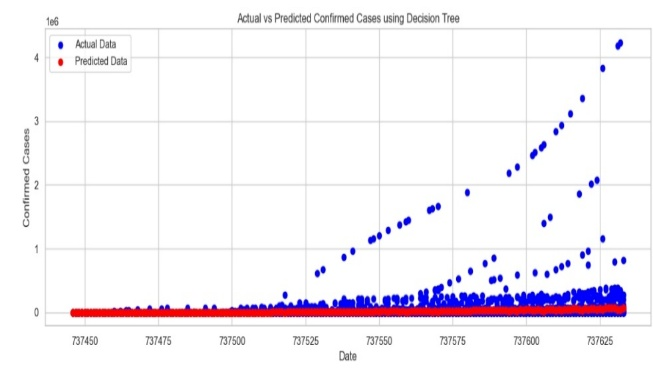 Actual vs Predicted Confirmed Cases using Decision Tree
1e6
Actual Data
Predicted Data
4
3
2
1
0
Confirmed Cases
737450 737475 737500 737525 737550 737575 737600 737625
Date